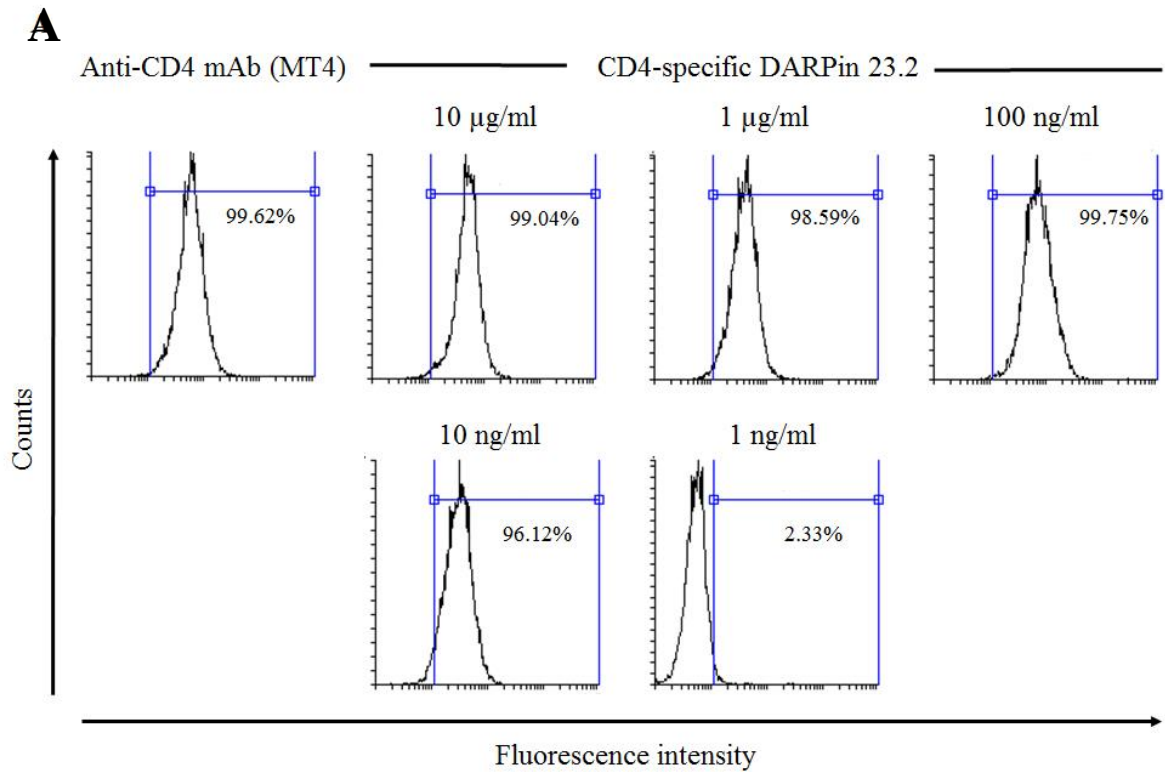 A
Anti-CD4 mAb (MT4) CD4-specific DARPin 23.2
10 µg/ml 1 µg/ml 100 ng/ml
99.62% 99.04% 98.59% 99.75%
10 ng/ml 1 ng/ml
96.12% 2.33%
Counts
Fluorescence intensity